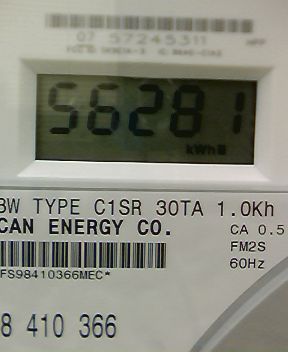 07 57245311
56281
kWh
3W TYPE C1SR 30TA 1.0Kh
CAN ENERGY CO.
CA 0.5
FM2S
60Hz
FS98410366MEC*
8 410 366